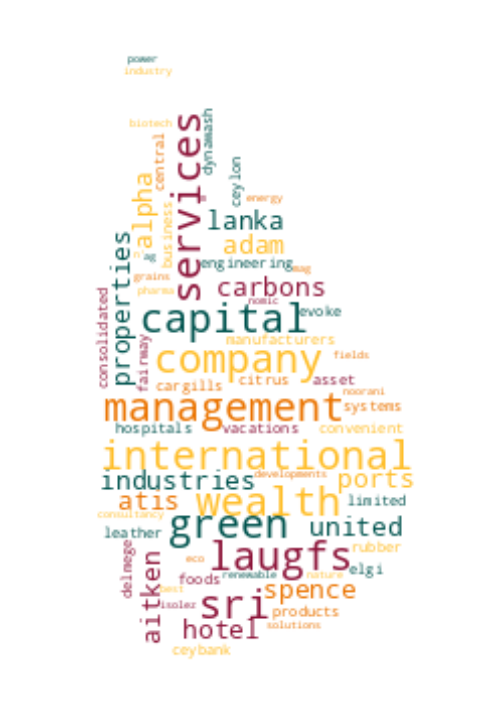 power
industry
biotech
central
services
dynamash
ceylon
alpha
business
energy
lanka
adam
ag
engineering
mag
properties
grains
pharma
carbons
nomic
consolidated
capital
evoke
fairway
manufacturers
company
fields
cargills
citrus
asset
noorani
management
systems
hospitals
vacations
convenient
international
industries
developments
ports
atis
wealth
limited
consultancy
green
united
leather
laugfs
rubber
delmege
aitken
eco
foods
renewable
nature
elgi
best
spence
isolez
sri
products
hotel
solutions
ceybank